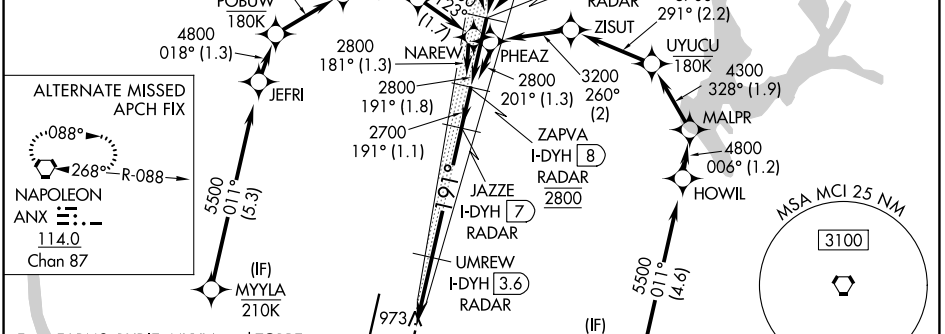 POBUW
180K
4800
018° (1.3)
JEFRI
ALTERNATE MISSED
APCH FIX
088°
268°
R-088
NAPOLEON
ANX
114.0
Chan 87
5500
011°
(5.3)
(IF)
MYYLA
210K
123°
(1.7)
NAREW
2800
181° (1.3)
2800
191° (1.8)
2700
191° (1.1)
191°
973
RADAR
ZISUT
291° (2.2)
PHEAZ
UYUCU
180K
3200
260°
(2)
2800
201° (1.3)
4300
328° (1.9)
MALPR
4800
006° (1.2)
HOWIL
ZAPVA
I-DYH 8
RADAR
2800
JAZZE
I-DYH 7
RADAR
UMREW
I-DYH 3.6
RADAR
5500
011°
(4.6)
(IF)
MSA MCI 25 NM
3100